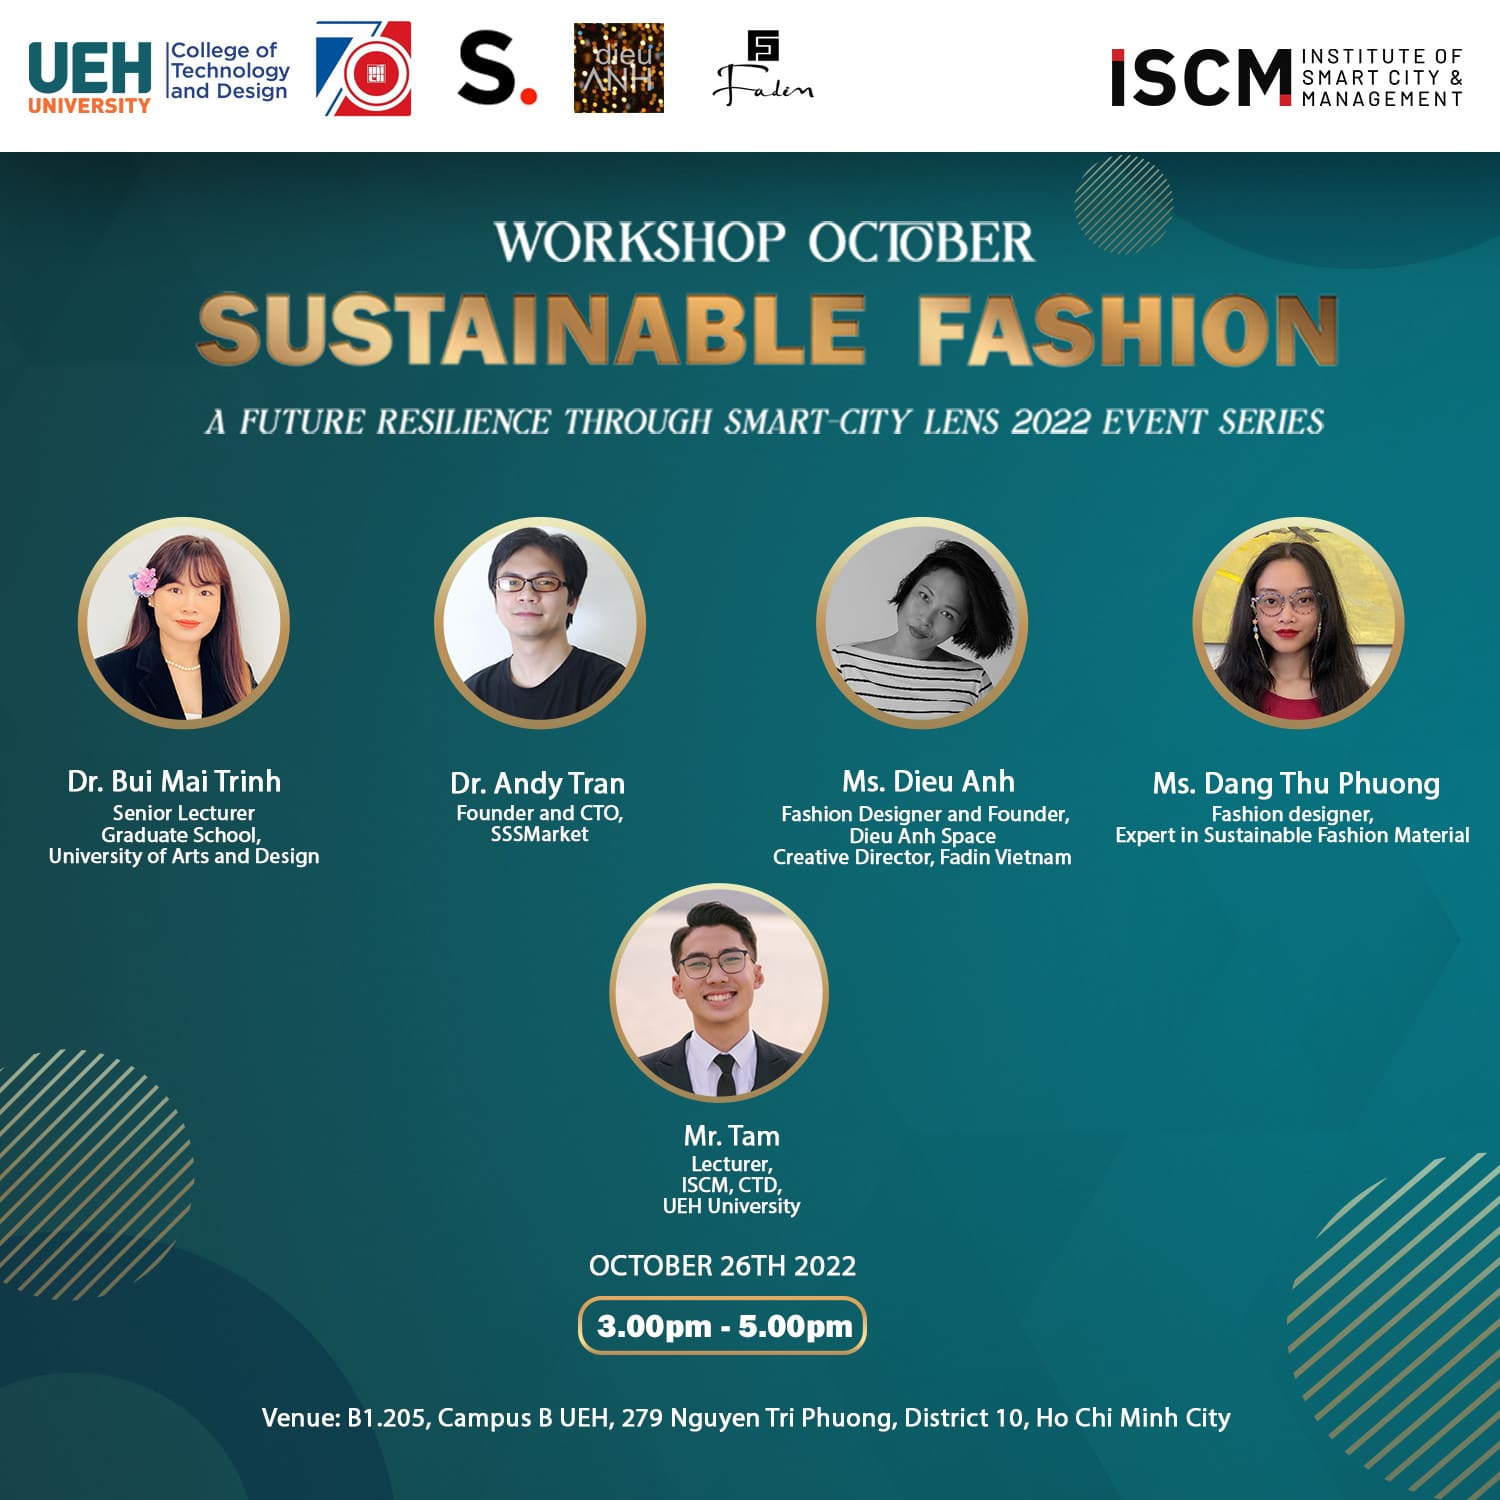 UEH
UNIVERSITY
College of
Technology
and Design
S.
dieu
ANH
Fadin
ISCM
INSTITUTE OF
SMART CITY &
MANAGEMENT
WORKSHOP OCTOBER
SUSTAINABLE FASHION
A FUTURE RESILIENCE THROUGH SMART-CITY LENS 2022 EVENT SERIES
Dr. Bui Mai Trinh
Senior Lecturer
Graduate School,
University of Arts and Design
Dr. Andy Tran
Founder and CTO,
SSSMarket
Ms. Dieu Anh
Fashion Designer and Founder,
Dieu Anh Space
Creative Director, Fadin Vietnam
Ms. Dang Thu Phuong
Fashion designer,
Expert in Sustainable Fashion Material
Mr. Tam
Lecturer,
ISCM, CTD,
UEH University
OCTOBER 26TH 2022
3.00pm - 5.00pm
Venue: B1.205, Campus B UEH, 279 Nguyen Tri Phuong, District 10, Ho Chi Minh City